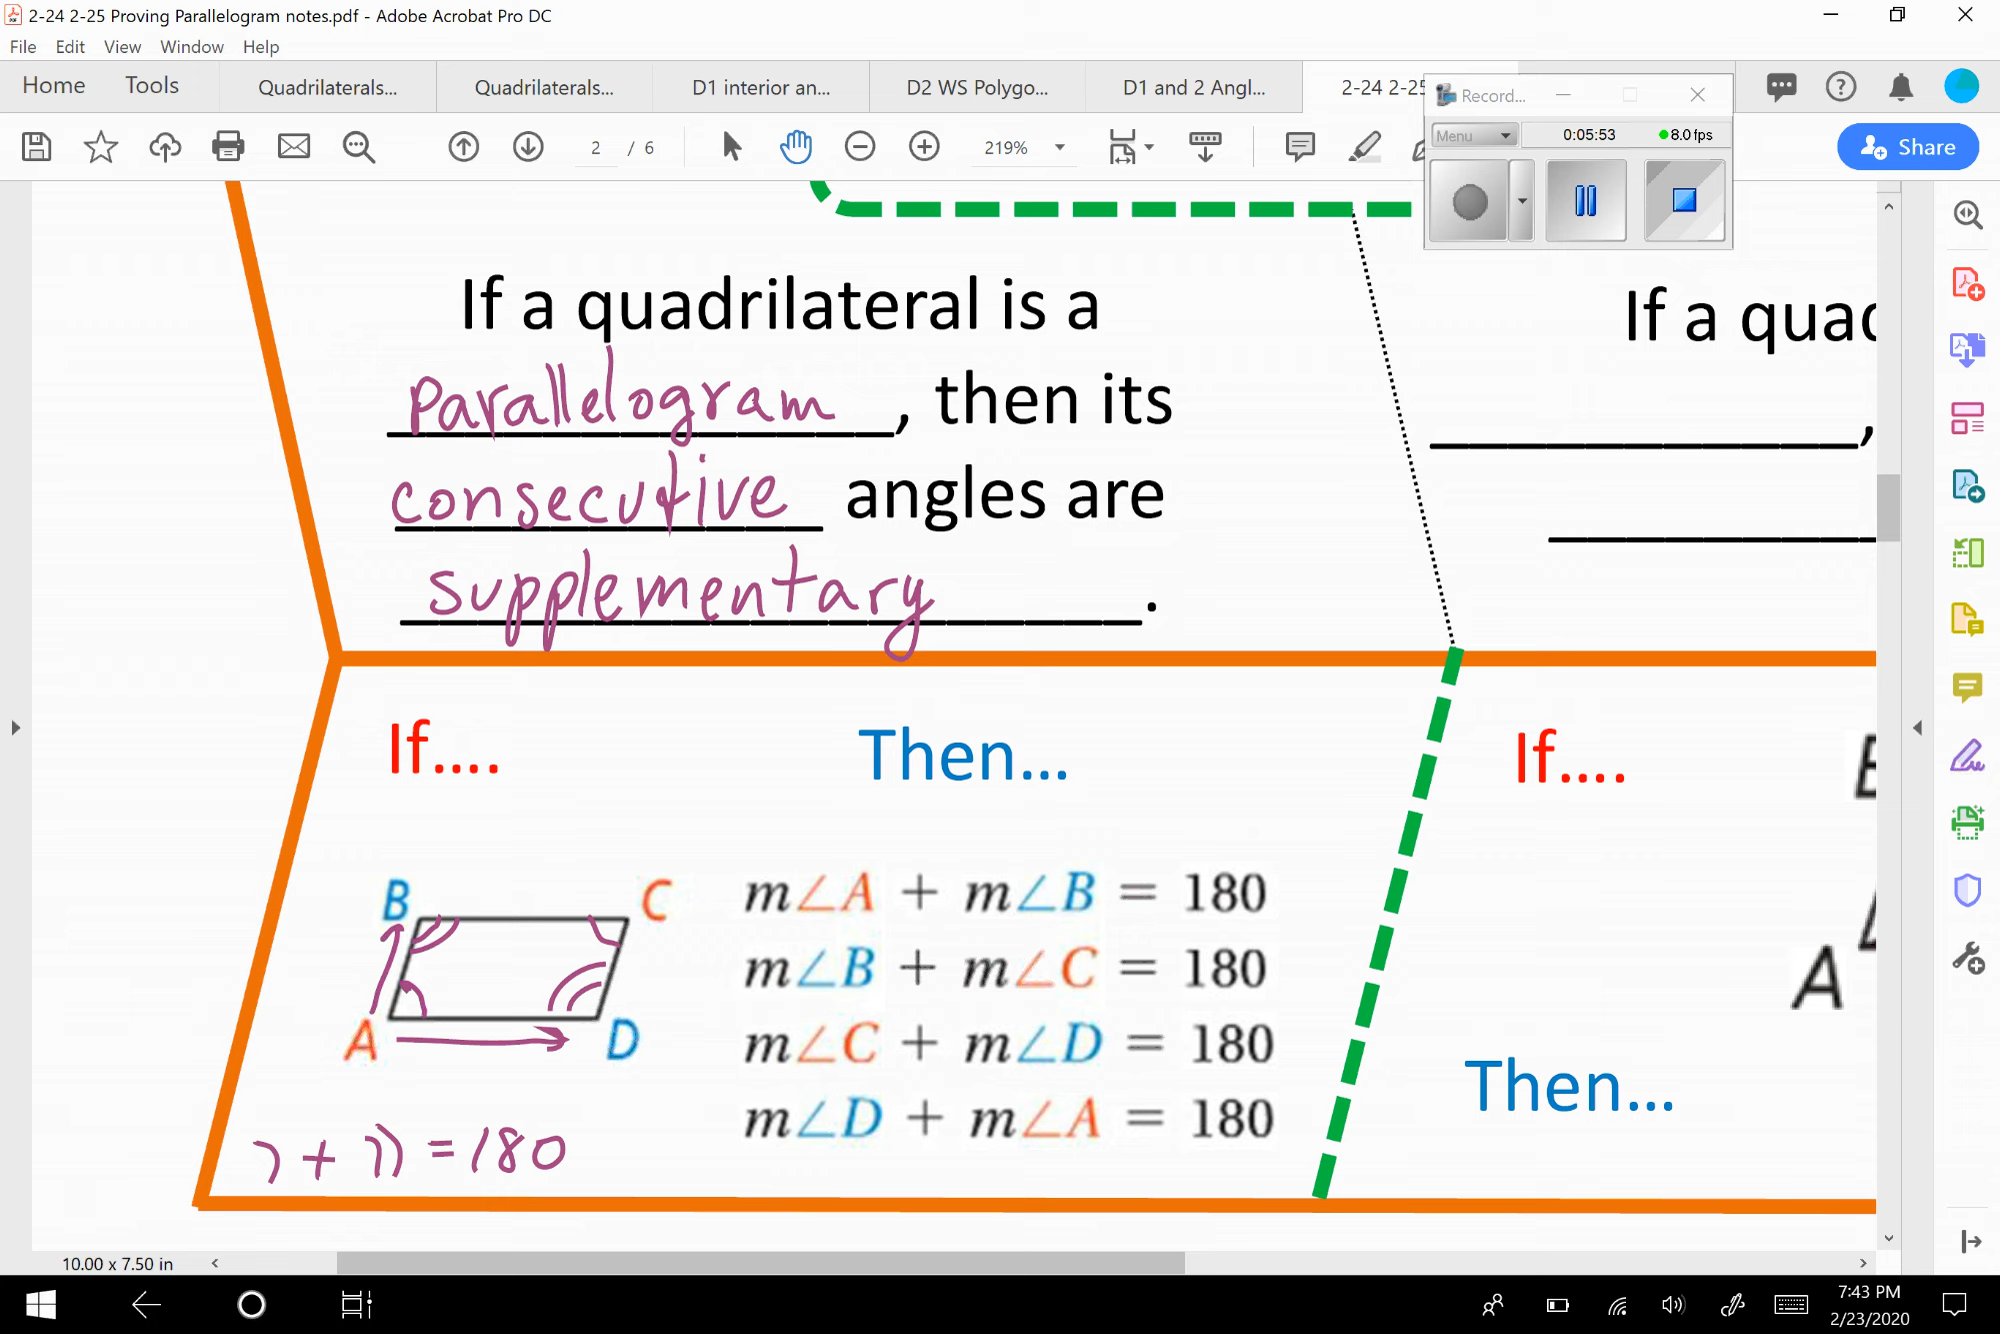 2-24 2-25 Proving Parallelogram notes.pdf - Adobe Acrobat Pro DC
File Edit View Window Help
Home Tools Quadrilaterals... Quadrilaterals... D1 interior an... D2 WS Polygo... D1 and 2 Angl... 2-24 2-25
Record...
Menu 0:05:53 8.0 fps
2 / 6 219% Share
If a quadrilateral is a
parallelogram, then its
consecutive angles are
supplementary.
If a quad
,
If.... Then...
If....
B C
A D
m∠A + m∠B = 180
m∠B + m∠C = 180
m∠C + m∠D = 180
m∠D + m∠A = 180
) + )) = 180
A
Then...
10.00 x 7.50 in
7:43 PM
2/23/2020